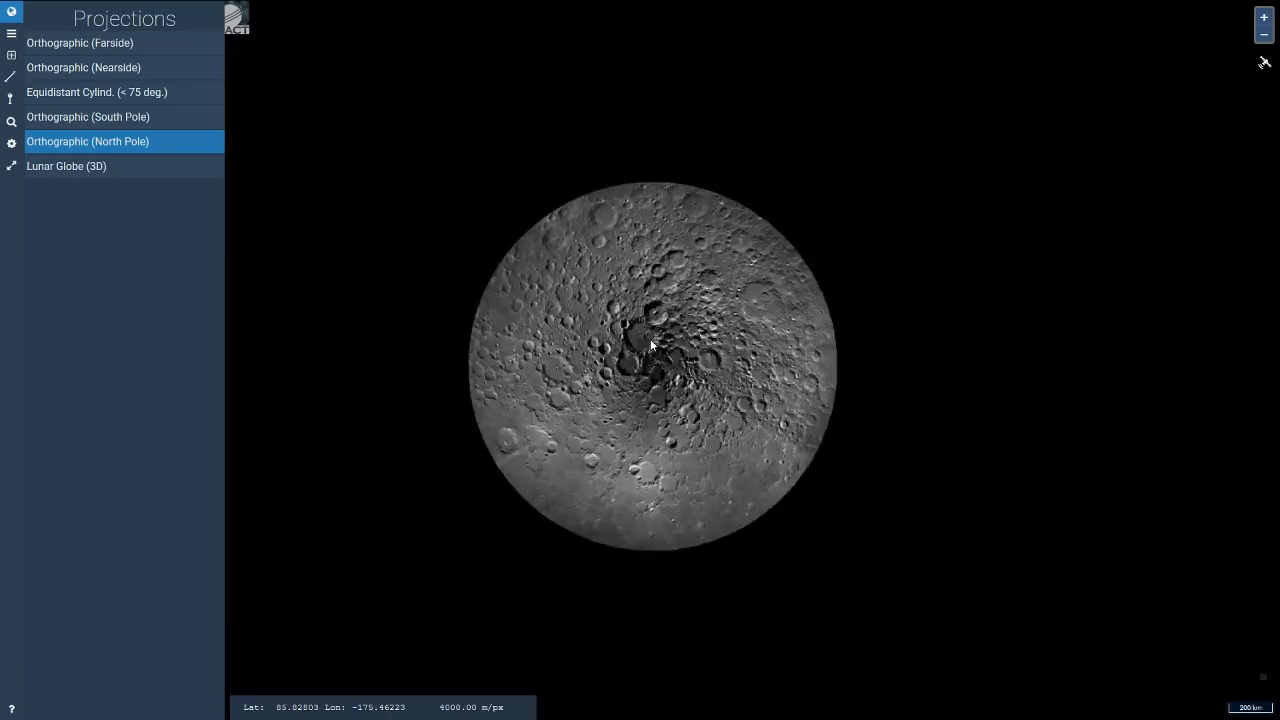 Projections
ACT
Orthographic (Farside)
Orthographic (Nearside)
Equidistant Cylind. (< 75 deg.)
Orthographic (South Pole)
Orthographic (North Pole)
Lunar Globe (3D)
+
−
?
Lat: 85.82803 Lon: -175.46223 4000.00 m/px
200 km